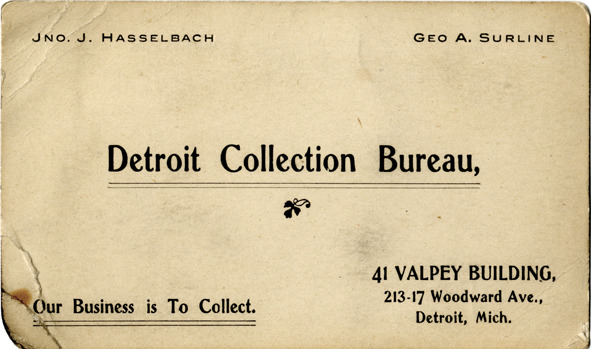 Jno. J. Hasselbach
Geo A. Surline
Detroit Collection Bureau,
41 VALPEY BUILDING,
213-17 Woodward Ave.,
Detroit, Mich.
Our Business is To Collect.